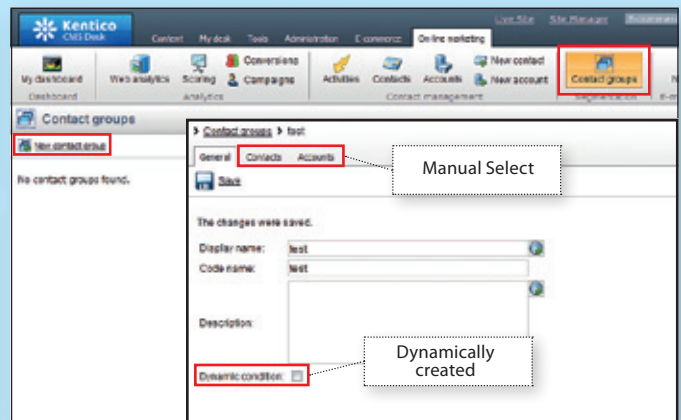 Kentico
CMS Desk
Live Site Site Manager
Content My desk Tools Administration E-commerce On-line marketing
My dashboard Web analytics Scoring Conversions Campaigns Activities Contacts Accounts New contact New account Contact groups
Dashboard analytics Contact management Segmentation
Contact groups
New contact group
No contact groups found.
Contact groups > test
General Contacts Accounts
Manual Select
Save
The changes were saved.
Display name: test
Code name: test
Description:
Dynamically
created
Dynamic condition: